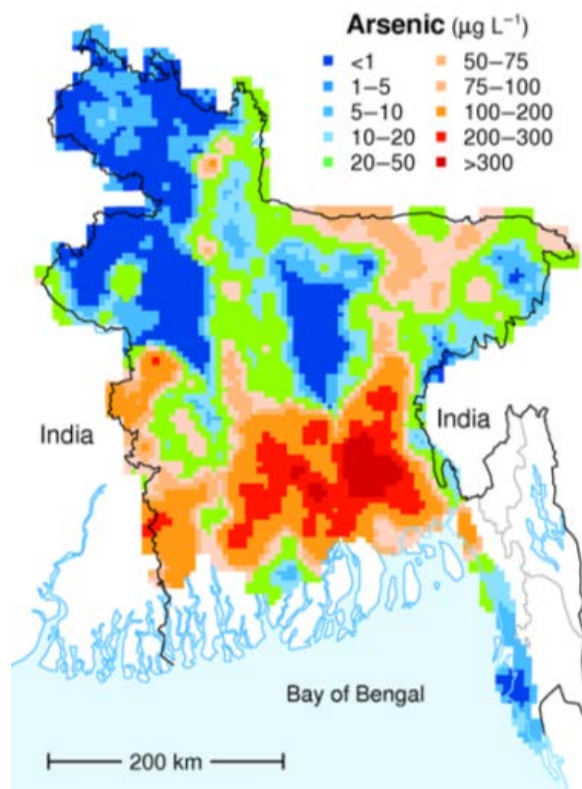 Arsenic (µg L⁻¹)
<1
1–5
5–10
10–20
20–50
50–75
75–100
100–200
200–300
>300
India
India
Bay of Bengal
200 km